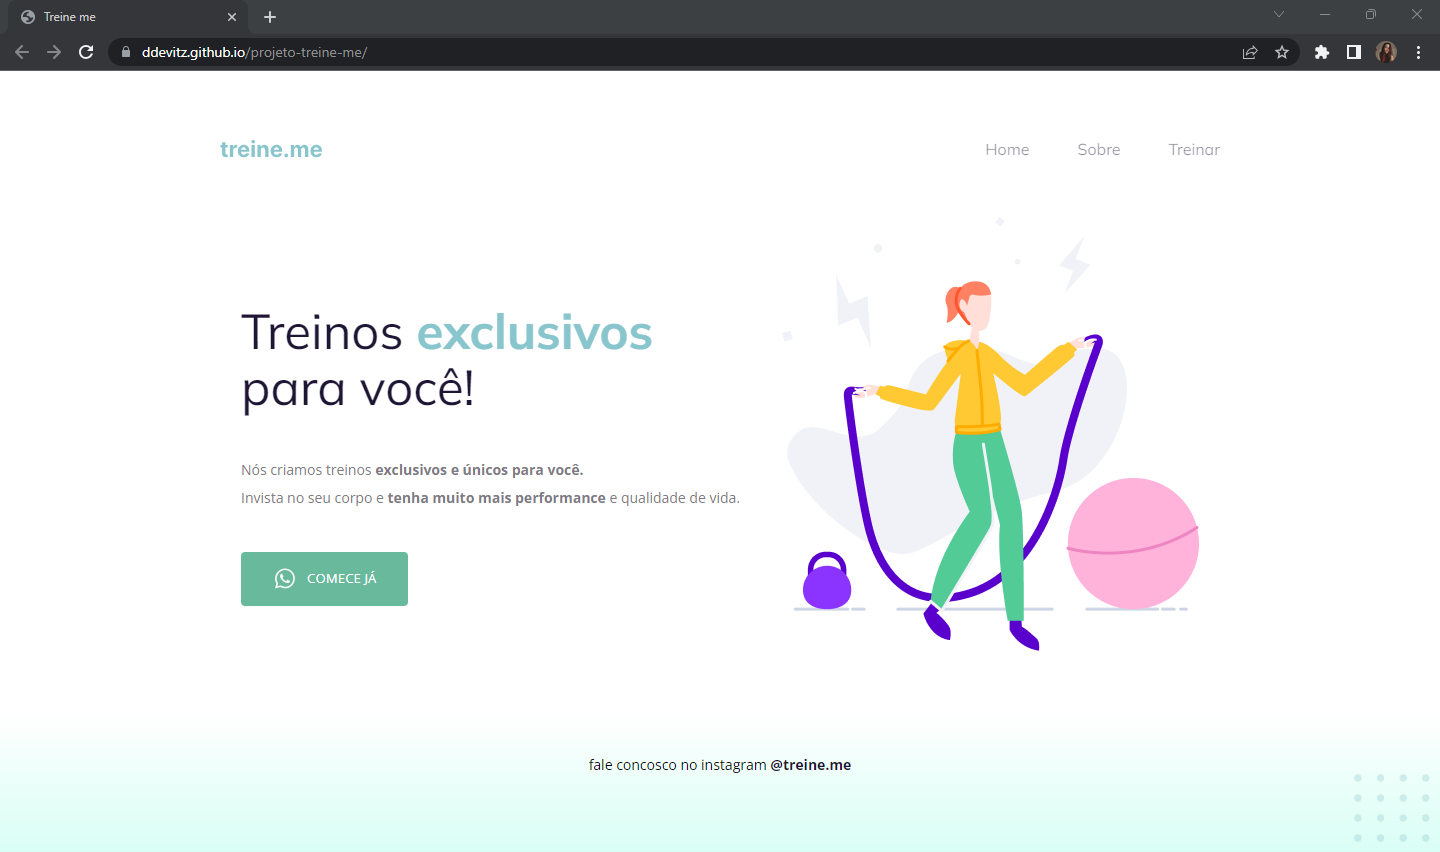 Treine me
ddevitz.github.io/projeto-treine-me/
treine.me
Home Sobre Treinar
Treinos exclusivos
para você!
Nós criamos treinos exclusivos e únicos para você.
Invista no seu corpo e tenha muito mais performance e qualidade de vida.
COMECE JÁ
fale concosco no instagram @treine.me